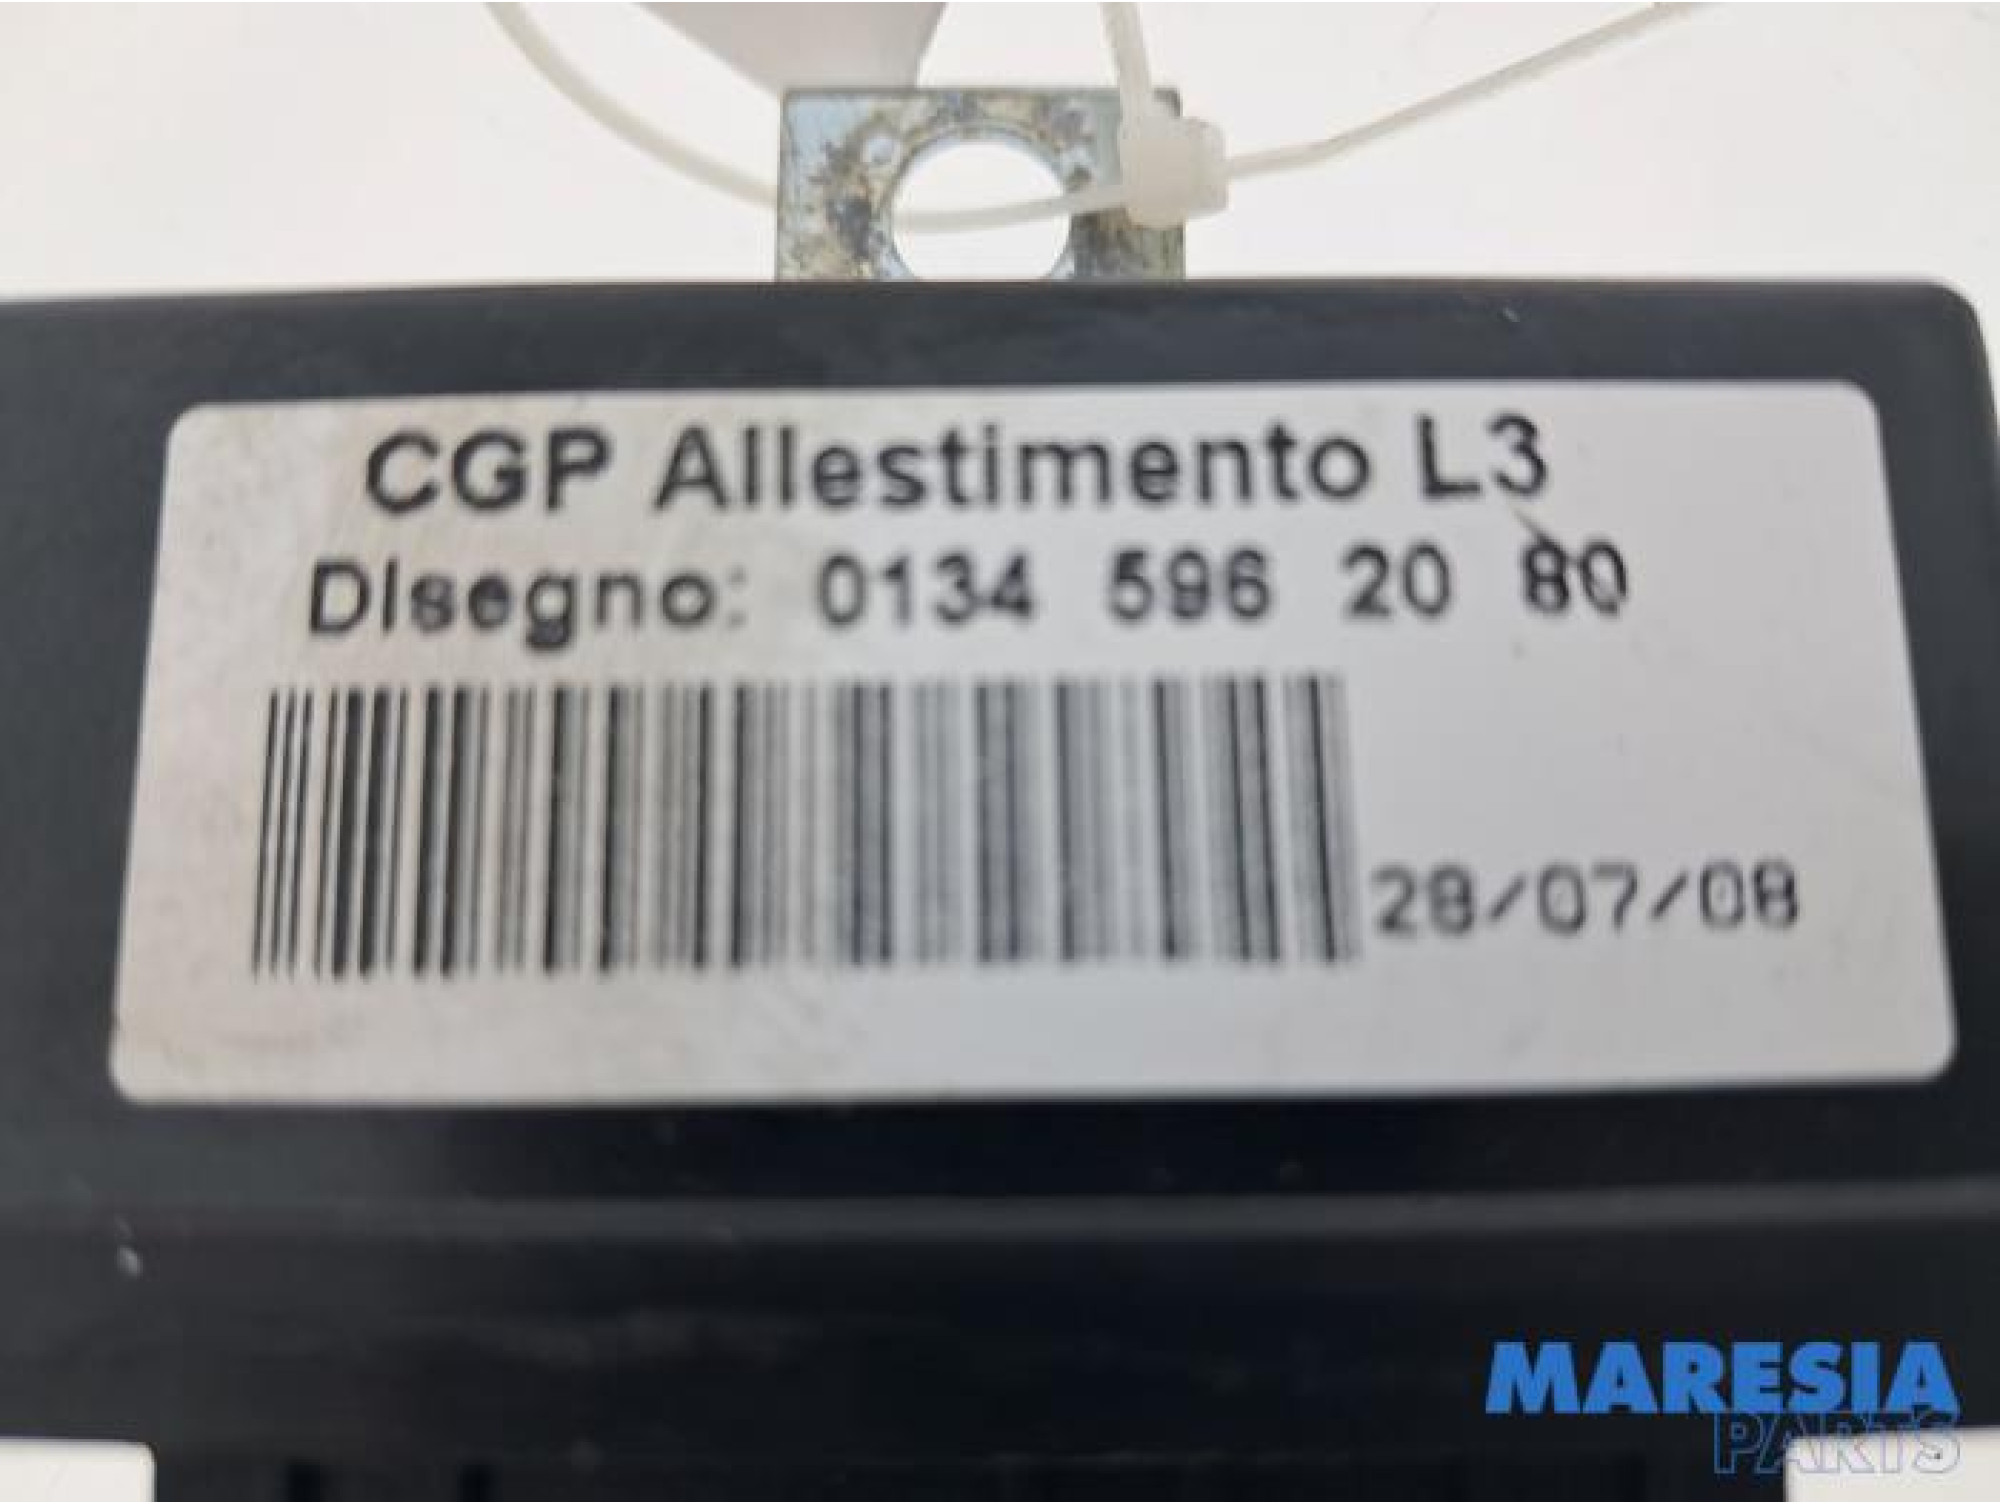 CGP Allestimento L3
DIsegno: 0134 596 20 80
28/07/08
MARESIA
PARTS